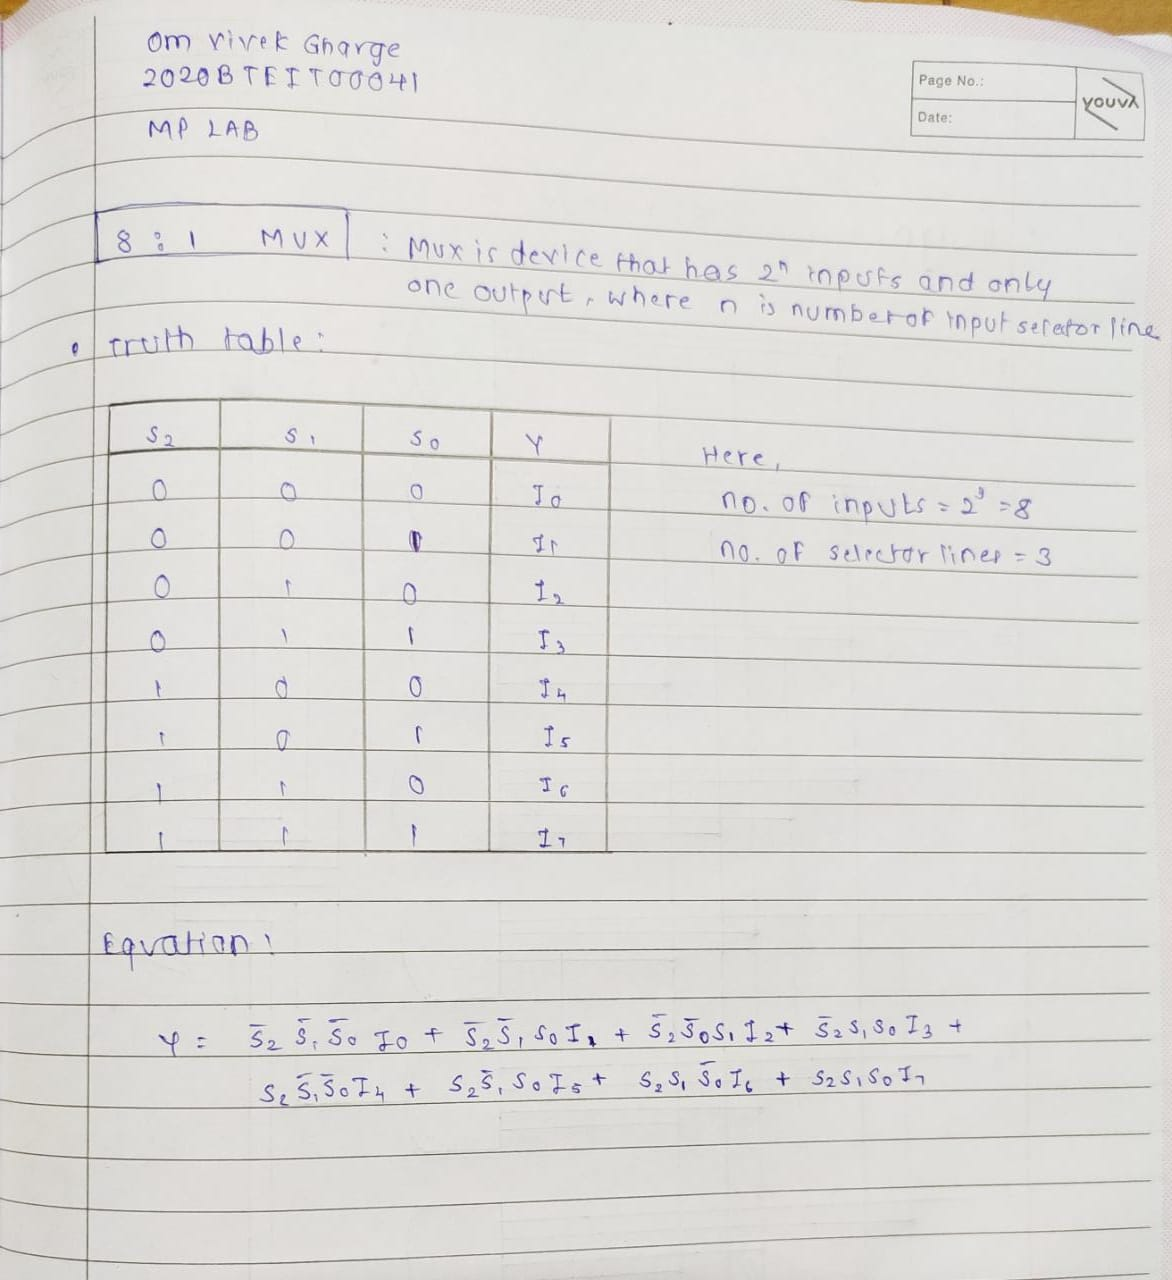 Om Vivek Gharge
2020BTEIT00041
MP LAB
Page No.:
Date:
YOUVA
8 : 1 MUX : Mux is device that has 2ⁿ inputs and only
one output, where n is number of input selector line
• Truth table :
S₂ S₁ S₀ Y
0 0 0 I₀
0 0 1 I₁
0 1 0 I₂
0 1 1 I₃
1 0 0 I₄
1 0 1 I₅
1 1 0 I₆
1 1 1 I₇
Here,
no. of inputs = 2³ = 8
no. of selector lines = 3
Equation :
Y = S̄₂ S̄₁ S̄₀ I₀ + S̄₂ S̄₁ S₀ I₁ + S̄₂ S̄₀ S₁ I₂ + S̄₂ S₁ S₀ I₃ +
S₂ S̄₁ S̄₀ I₄ + S₂ S̄₁ S₀ I₅ + S₂ S₁ S̄₀ I₆ + S₂ S₁ S₀ I₇